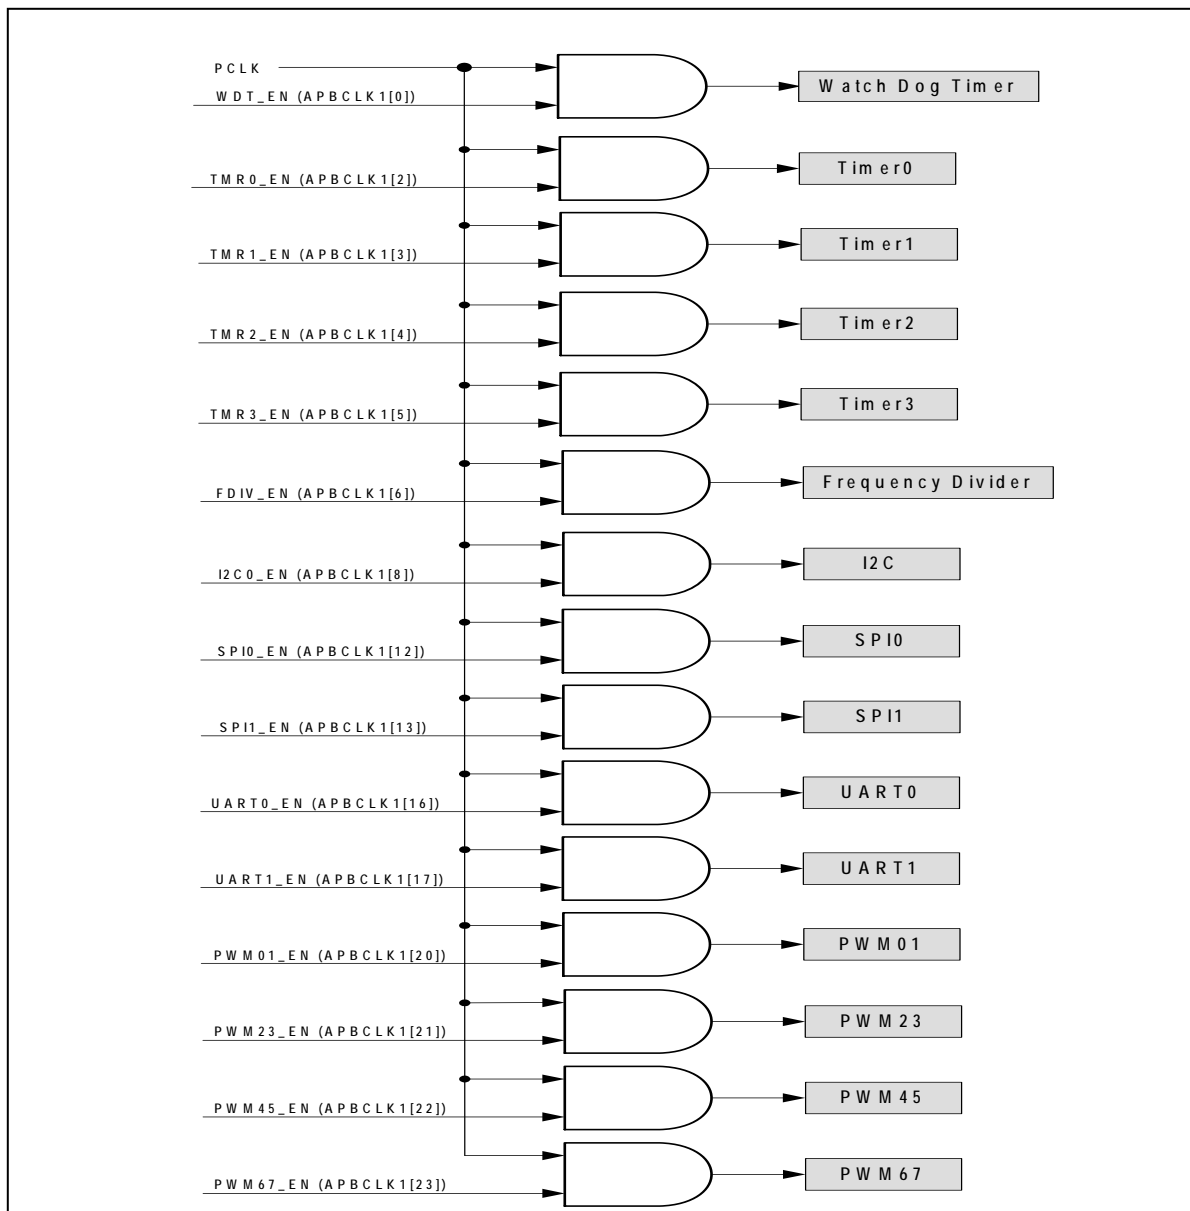 PCLK
WDT_EN (APBCLK1[0])
Watch Dog Timer
TMR0_EN (APBCLK1[2])
Timer0
TMR1_EN (APBCLK1[3])
Timer1
TMR2_EN (APBCLK1[4])
Timer2
TMR3_EN (APBCLK1[5])
Timer3
FDIV_EN (APBCLK1[6])
Frequency Divider
I2C0_EN (APBCLK1[8])
I2C
SPI0_EN (APBCLK1[12])
SPI0
SPI1_EN (APBCLK1[13])
SPI1
UART0_EN (APBCLK1[16])
UART0
UART1_EN (APBCLK1[17])
UART1
PWM01_EN (APBCLK1[20])
PWM01
PWM23_EN (APBCLK1[21])
PWM23
PWM45_EN (APBCLK1[22])
PWM45
PWM67_EN (APBCLK1[23])
PWM67